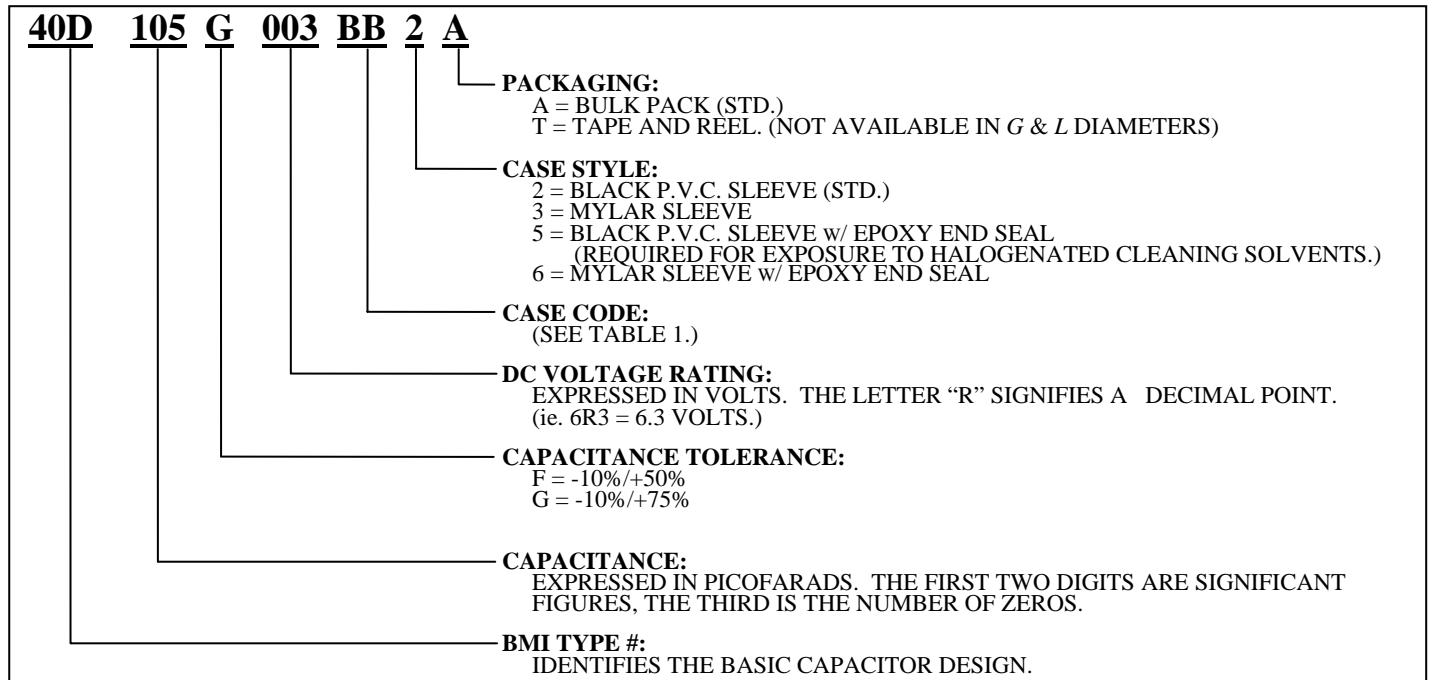 40D 105 G 003 BB 2 A
PACKAGING:
A = BULK PACK (STD.)
T = TAPE AND REEL. (NOT AVAILABLE IN G & L DIAMETERS)
CASE STYLE:
2 = BLACK P.V.C. SLEEVE (STD.)
3 = MYLAR SLEEVE
5 = BLACK P.V.C. SLEEVE W/ EPOXY END SEAL
(REQUIRED FOR EXPOSURE TO HALOGENATED CLEANING SOLVENTS.)
6 = MYLAR SLEEVE W/ EPOXY END SEAL
CASE CODE:
(SEE TABLE 1.)
DC VOLTAGE RATING:
EXPRESSED IN VOLTS. THE LETTER “R” SIGNIFIES A DECIMAL POINT.
(ie. 6R3 = 6.3 VOLTS.)
CAPACITANCE TOLERANCE:
F = -10%/+50%
G = -10%/+75%
CAPACITANCE:
EXPRESSED IN PICOFARADS. THE FIRST TWO DIGITS ARE SIGNIFICANT
FIGURES, THE THIRD IS THE NUMBER OF ZEROS.
BMI TYPE #:
IDENTIFIES THE BASIC CAPACITOR DESIGN.